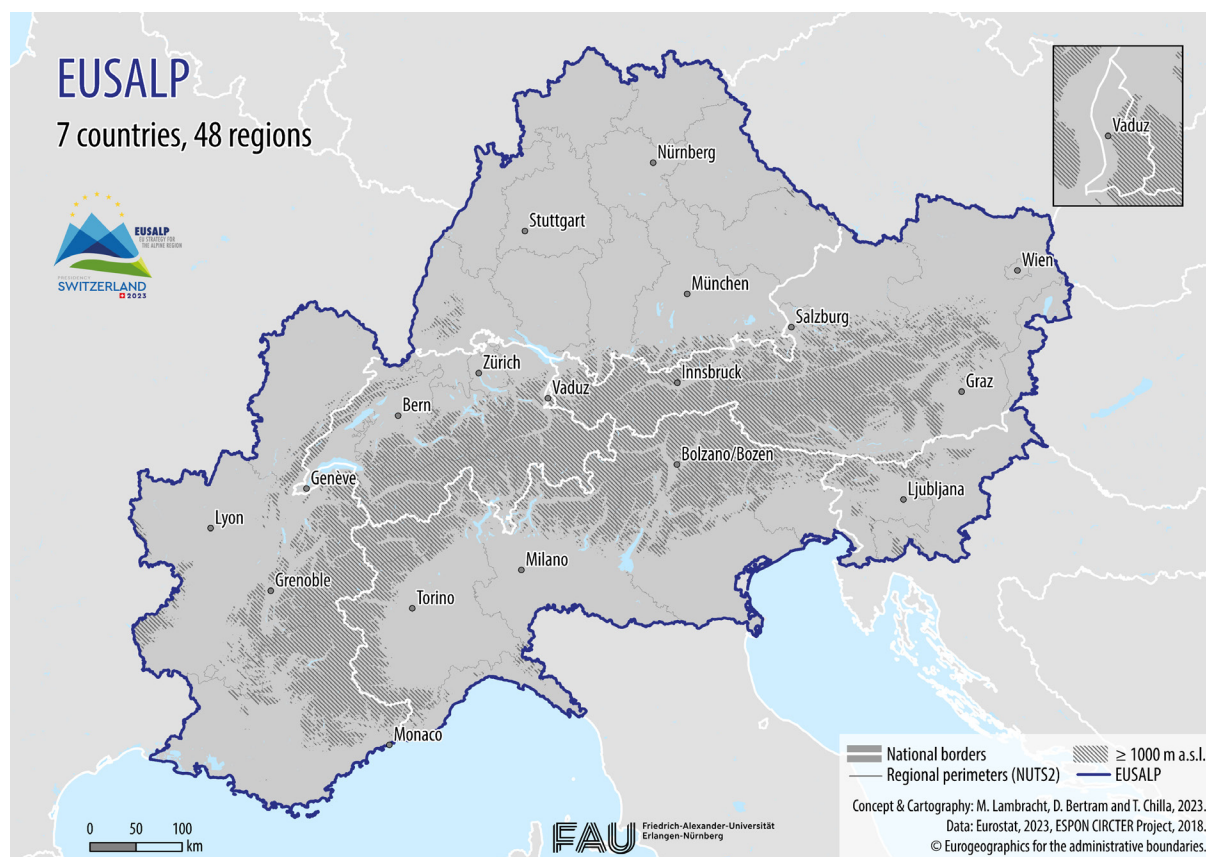 EUSALP
7 countries, 48 regions
EUSALP
EU STRATEGY FOR
THE ALPINE REGION
PRESIDENCY
SWITZERLAND
2023
Vaduz
Nürnberg
Stuttgart
Wien
München
Salzburg
Zürich
Innsbruck
Vaduz
Graz
Bern
Bolzano/Bozen
Genève
Ljubljana
Lyon
Milano
Grenoble
Torino
Monaco
National borders
≥ 1000 m a.s.l.
Regional perimeters (NUTS2)
EUSALP
Concept & Cartography: M. Lambracht, D. Bertram and T. Chilla, 2023.
Data: Eurostat, 2023, ESPON CIRCTER Project, 2018.
© Eurogeographics for the administrative boundaries.
0 50 100
km
FAU
Friedrich-Alexander-Universität
Erlangen-Nürnberg